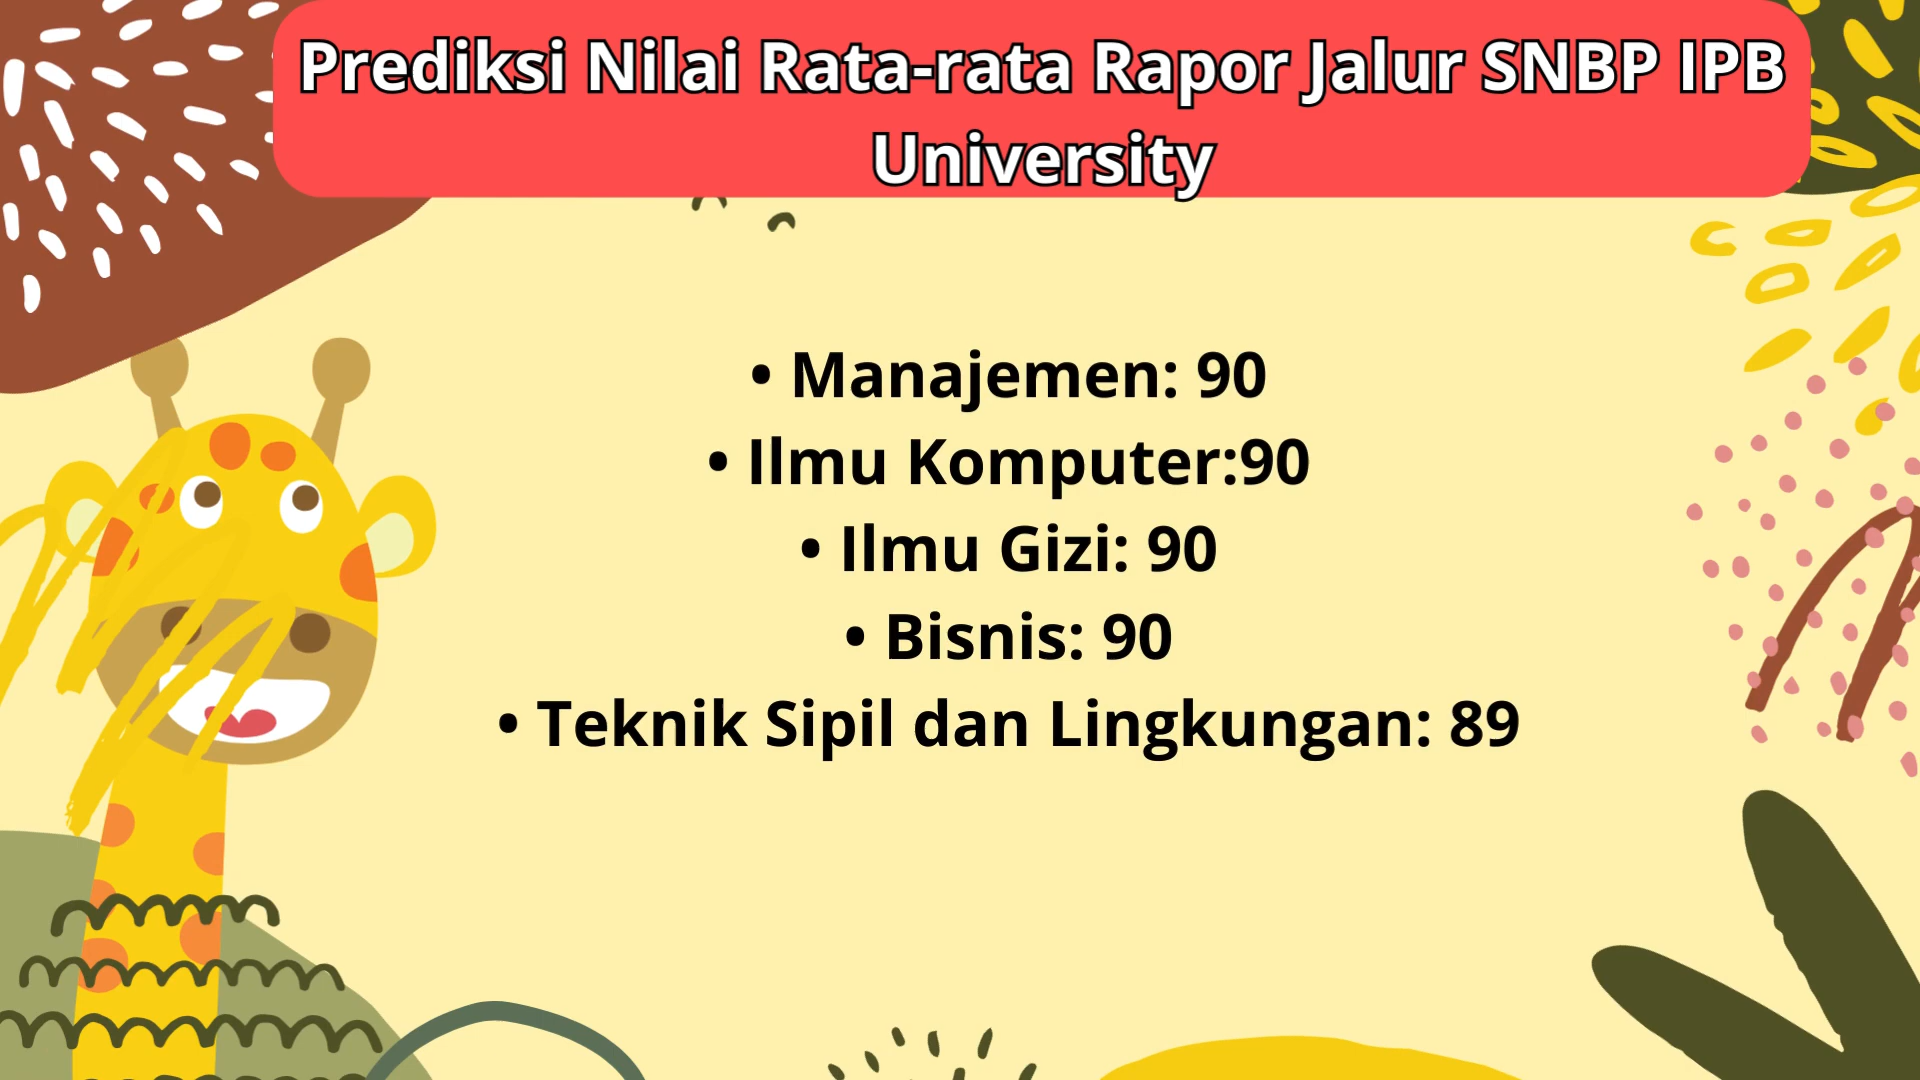 Prediksi Nilai Rata-rata Rapor Jalur SNBP IPB
University
• Manajemen: 90
• Ilmu Komputer:90
• Ilmu Gizi: 90
• Bisnis: 90
• Teknik Sipil dan Lingkungan: 89